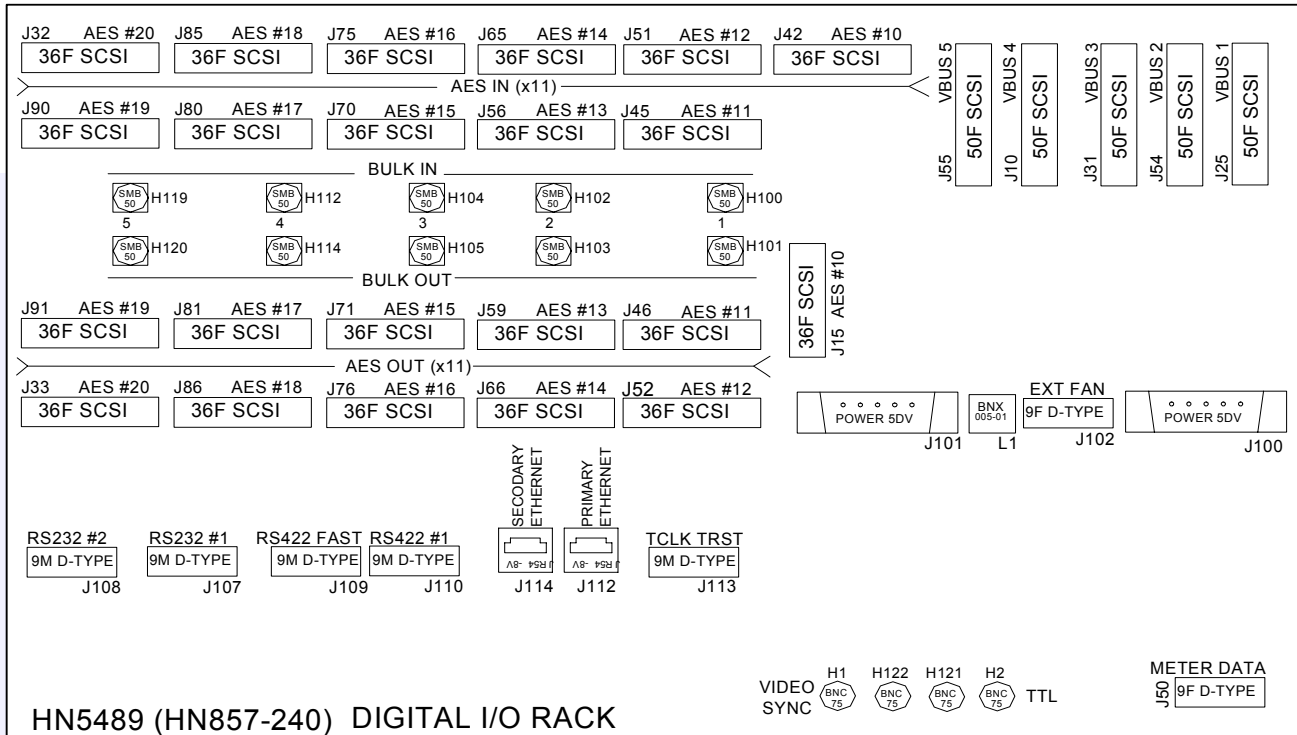 J32 AES #20 J85 AES #18 J75 AES #16 J65 AES #14 J51 AES #12 J42 AES #10
36F SCSI 36F SCSI 36F SCSI 36F SCSI 36F SCSI 36F SCSI
AES IN (x11)
J90 AES #19 J80 AES #17 J70 AES #15 J56 AES #13 J45 AES #11
36F SCSI 36F SCSI 36F SCSI 36F SCSI 36F SCSI
J55 VBUS 5 50F SCSI
J10 VBUS 4 50F SCSI
J31 VBUS 3 50F SCSI
J54 VBUS 2 50F SCSI
J25 VBUS 1 50F SCSI
BULK IN
SMB 50 H119 SMB 50 H112 SMB 50 H104 SMB 50 H102 SMB 50 H100
5 4 3 2 1
SMB 50 H120 SMB 50 H114 SMB 50 H105 SMB 50 H103 SMB 50 H101
BULK OUT
36F SCSI
J15 AES #10
J91 AES #19 J81 AES #17 J71 AES #15 J59 AES #13 J46 AES #11
36F SCSI 36F SCSI 36F SCSI 36F SCSI 36F SCSI
AES OUT (x11)
J33 AES #20 J86 AES #18 J76 AES #16 J66 AES #14 J52 AES #12
36F SCSI 36F SCSI 36F SCSI 36F SCSI 36F SCSI
POWER 5DV
J101
BNX
005-01
L1
EXT FAN
9F D-TYPE
J102
POWER 5DV
J100
SECODARY
ETHERNET
PRIMARY
ETHERNET
RS232 #2 RS232 #1 RS422 FAST RS422 #1 TCLK TRST
9M D-TYPE 9M D-TYPE 9M D-TYPE 9M D-TYPE JR54 -8V JR54 -8V 9M D-TYPE
J108 J107 J109 J110 J114 J112 J113
H1 H122 H121 H2
VIDEO
SYNC
BNC 75 BNC 75 BNC 75 BNC 75 TTL
METER DATA
J50 9F D-TYPE
HN5489 (HN857-240) DIGITAL I/O RACK